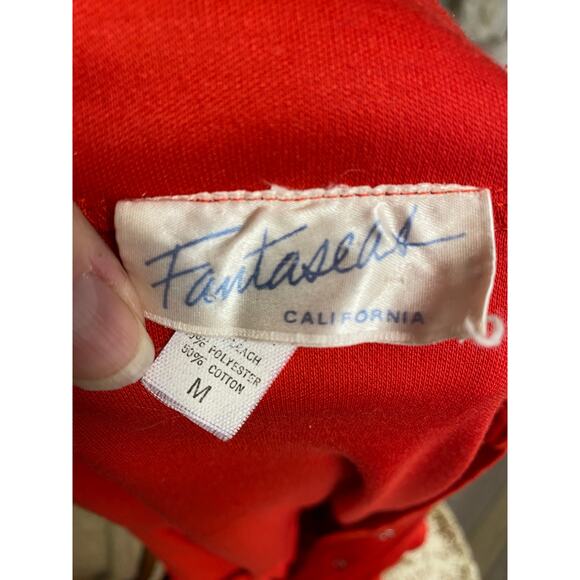 Fantaseas
CALIFORNIA
POLYESTER
50% COTTON
M